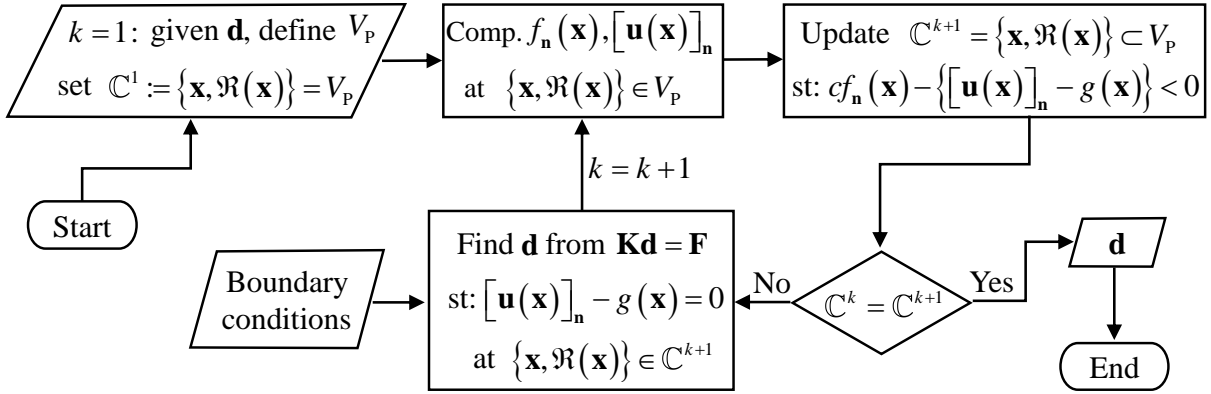 k = 1: given d, define V_P
set ℂ¹ := {x, ℜ(x)} = V_P
Comp. f_n(x), [u(x)]_n
at {x, ℜ(x)} ∈ V_P
Update ℂ^{k+1} = {x, ℜ(x)} ⊂ V_P
st: cf_n(x) − {[u(x)]_n − g(x)} < 0
k = k + 1
Start
Find d from Kd = F
st: [u(x)]_n − g(x) = 0
at {x, ℜ(x)} ∈ ℂ^{k+1}
Boundary
conditions
No
ℂ^k = ℂ^{k+1}
Yes
d
End